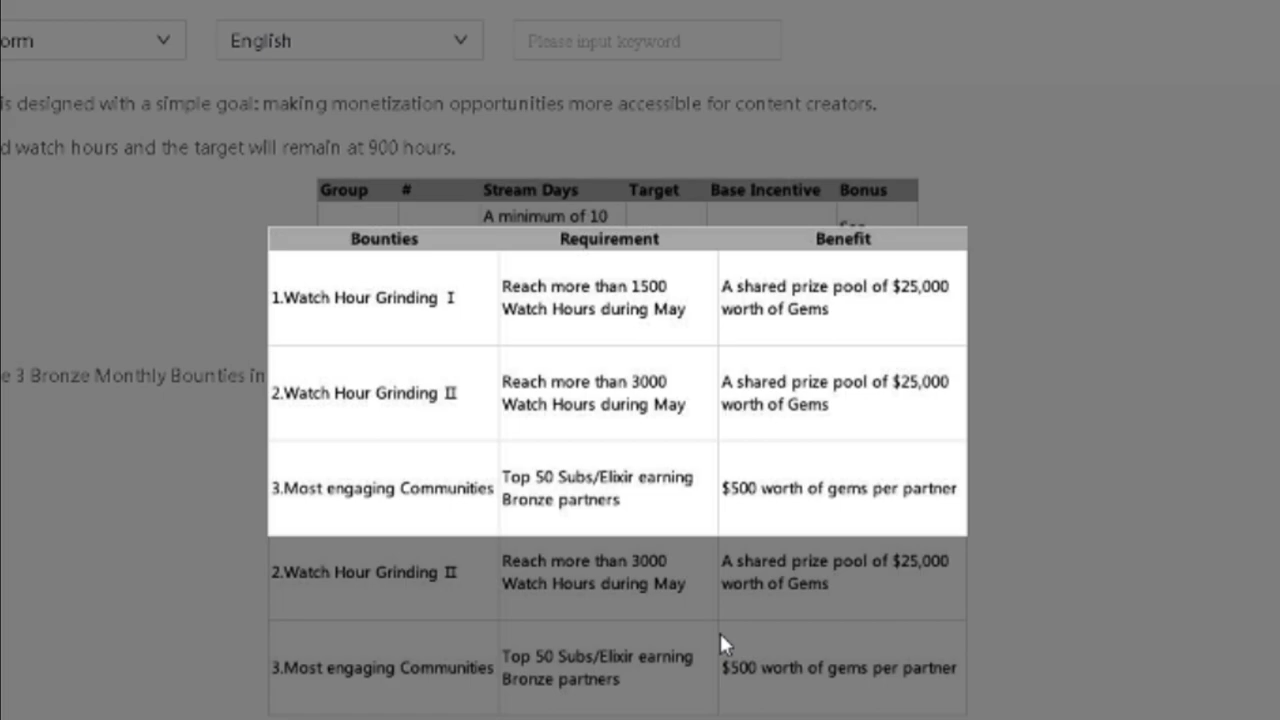 orm English Please input keyword
is designed with a simple goal: making monetization opportunities more accessible for content creators.
d watch hours and the target will remain at 900 hours.
Group # Stream Days Target Base Incentive Bonus
A minimum of 10
Bounties Requirement Benefit
1.Watch Hour Grinding Ⅰ
Reach more than 1500
Watch Hours during May
A shared prize pool of $25,000
worth of Gems
e 3 Bronze Monthly Bounties in
2.Watch Hour Grinding Ⅱ
Reach more than 3000
Watch Hours during May
A shared prize pool of $25,000
worth of Gems
3.Most engaging Communities
Top 50 Subs/Elixir earning
Bronze partners
$500 worth of gems per partner
2.Watch Hour Grinding Ⅱ
Reach more than 3000
Watch Hours during May
A shared prize pool of $25,000
worth of Gems
3.Most engaging Communities
Top 50 Subs/Elixir earning
Bronze partners
$500 worth of gems per partner